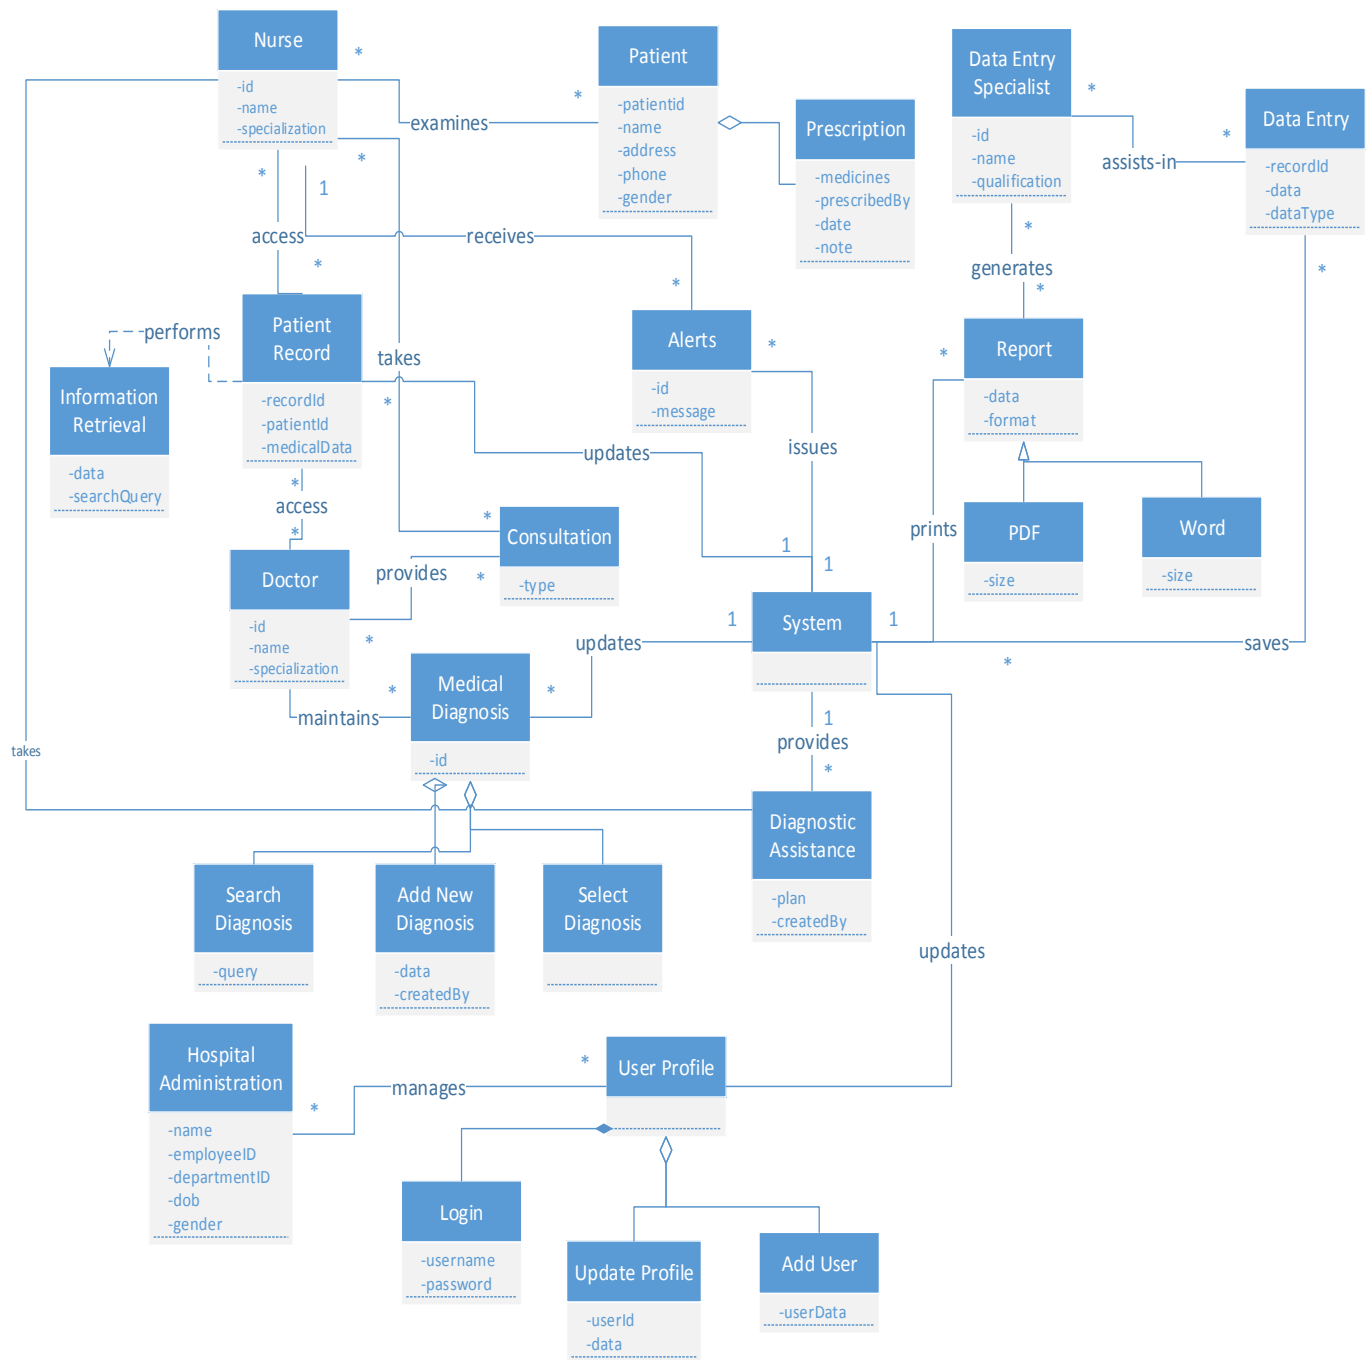 Nurse
-id
-name
-specialization
*
*
*
1
Patient
-patientid
-name
-address
-phone
-gender
*
examines
Prescription
-medicines
-prescribedBy
-date
-note
Data Entry
Specialist
-id
-name
-qualification
*
*
assists-in
Data Entry
-recordId
-data
-dataType
*
*
generates
*
access
*
receives
*
Patient
Record
-recordId
-patientId
-medicalData
*
performs
Information
Retrieval
-data
-searchQuery
takes
*
Alerts
-id
-message
*
issues
Report
-data
-format
*
updates
1
1
access
*
Consultation
-type
*
*
provides
prints
PDF
-size
Word
-size
Doctor
-id
-name
-specialization
*
System
1
1
*
saves
updates
Medical
Diagnosis
-id
*
*
maintains
1
provides
*
takes
Diagnostic
Assistance
-plan
-createdBy
Search
Diagnosis
-query
Add New
Diagnosis
-data
-createdBy
Select
Diagnosis
updates
Hospital
Administration
-name
-employeeID
-departmentID
-dob
-gender
*
manages
*
User Profile
Login
-username
-password
Update Profile
-userId
-data
Add User
-userData